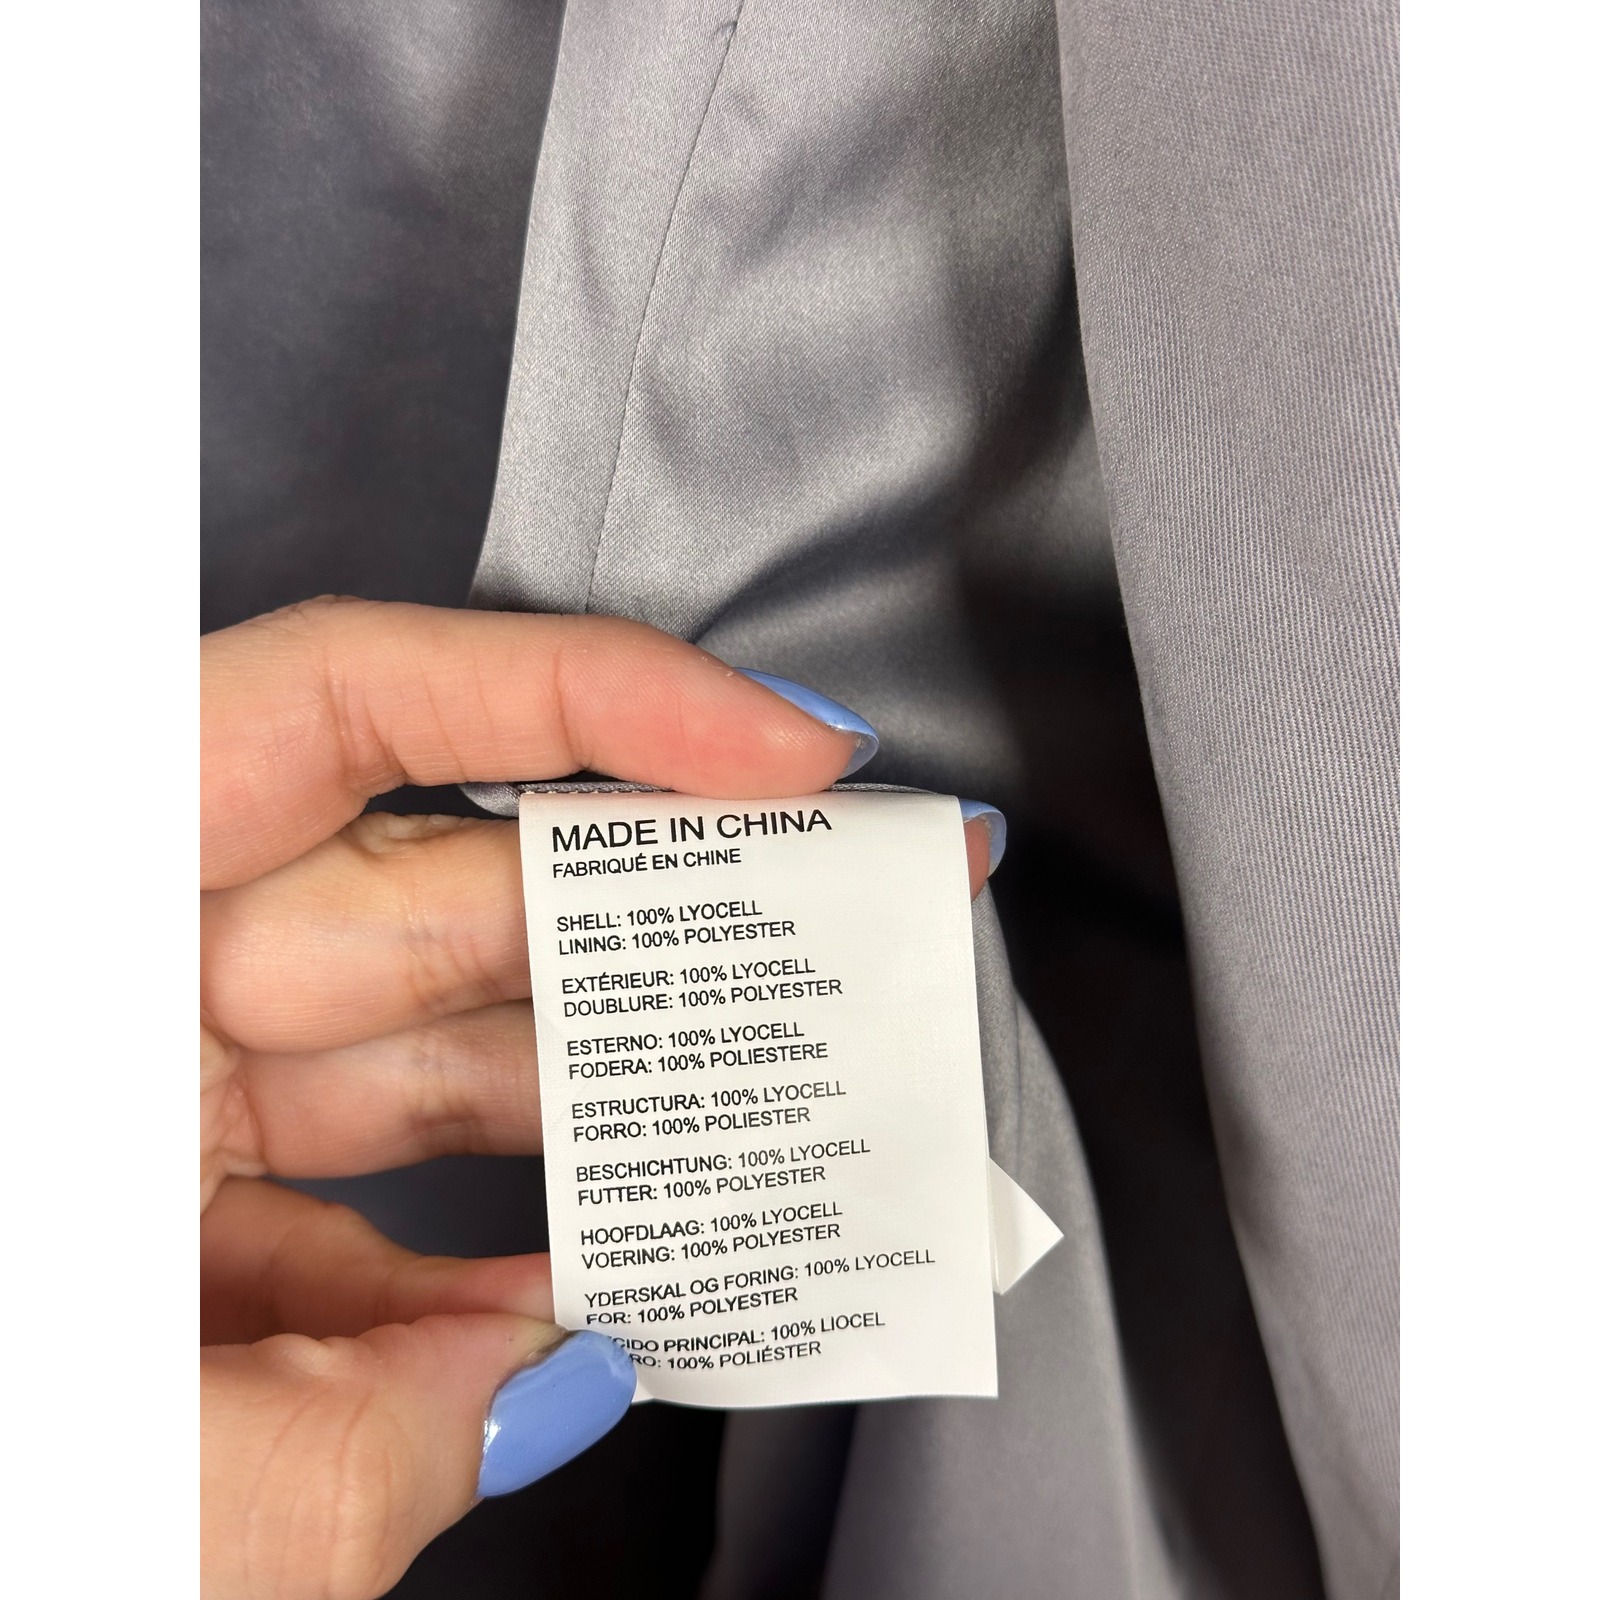 MADE IN CHINA
FABRIQUÉ EN CHINE
SHELL: 100% LYOCELL
LINING: 100% POLYESTER
EXTÉRIEUR: 100% LYOCELL
DOUBLURE: 100% POLYESTER
ESTERNO: 100% LYOCELL
FODERA: 100% POLIESTERE
ESTRUCTURA: 100% LYOCELL
FORRO: 100% POLIESTER
BESCHICHTUNG: 100% LYOCELL
FUTTER: 100% POLYESTER
HOOFDLAAG: 100% LYOCELL
VOERING: 100% POLYESTER
YDERSKAL OG FORING: 100% LYOCELL
FOR: 100% POLYESTER
PRINCIPAL: 100% LIOCEL
100% POLIÉSTER